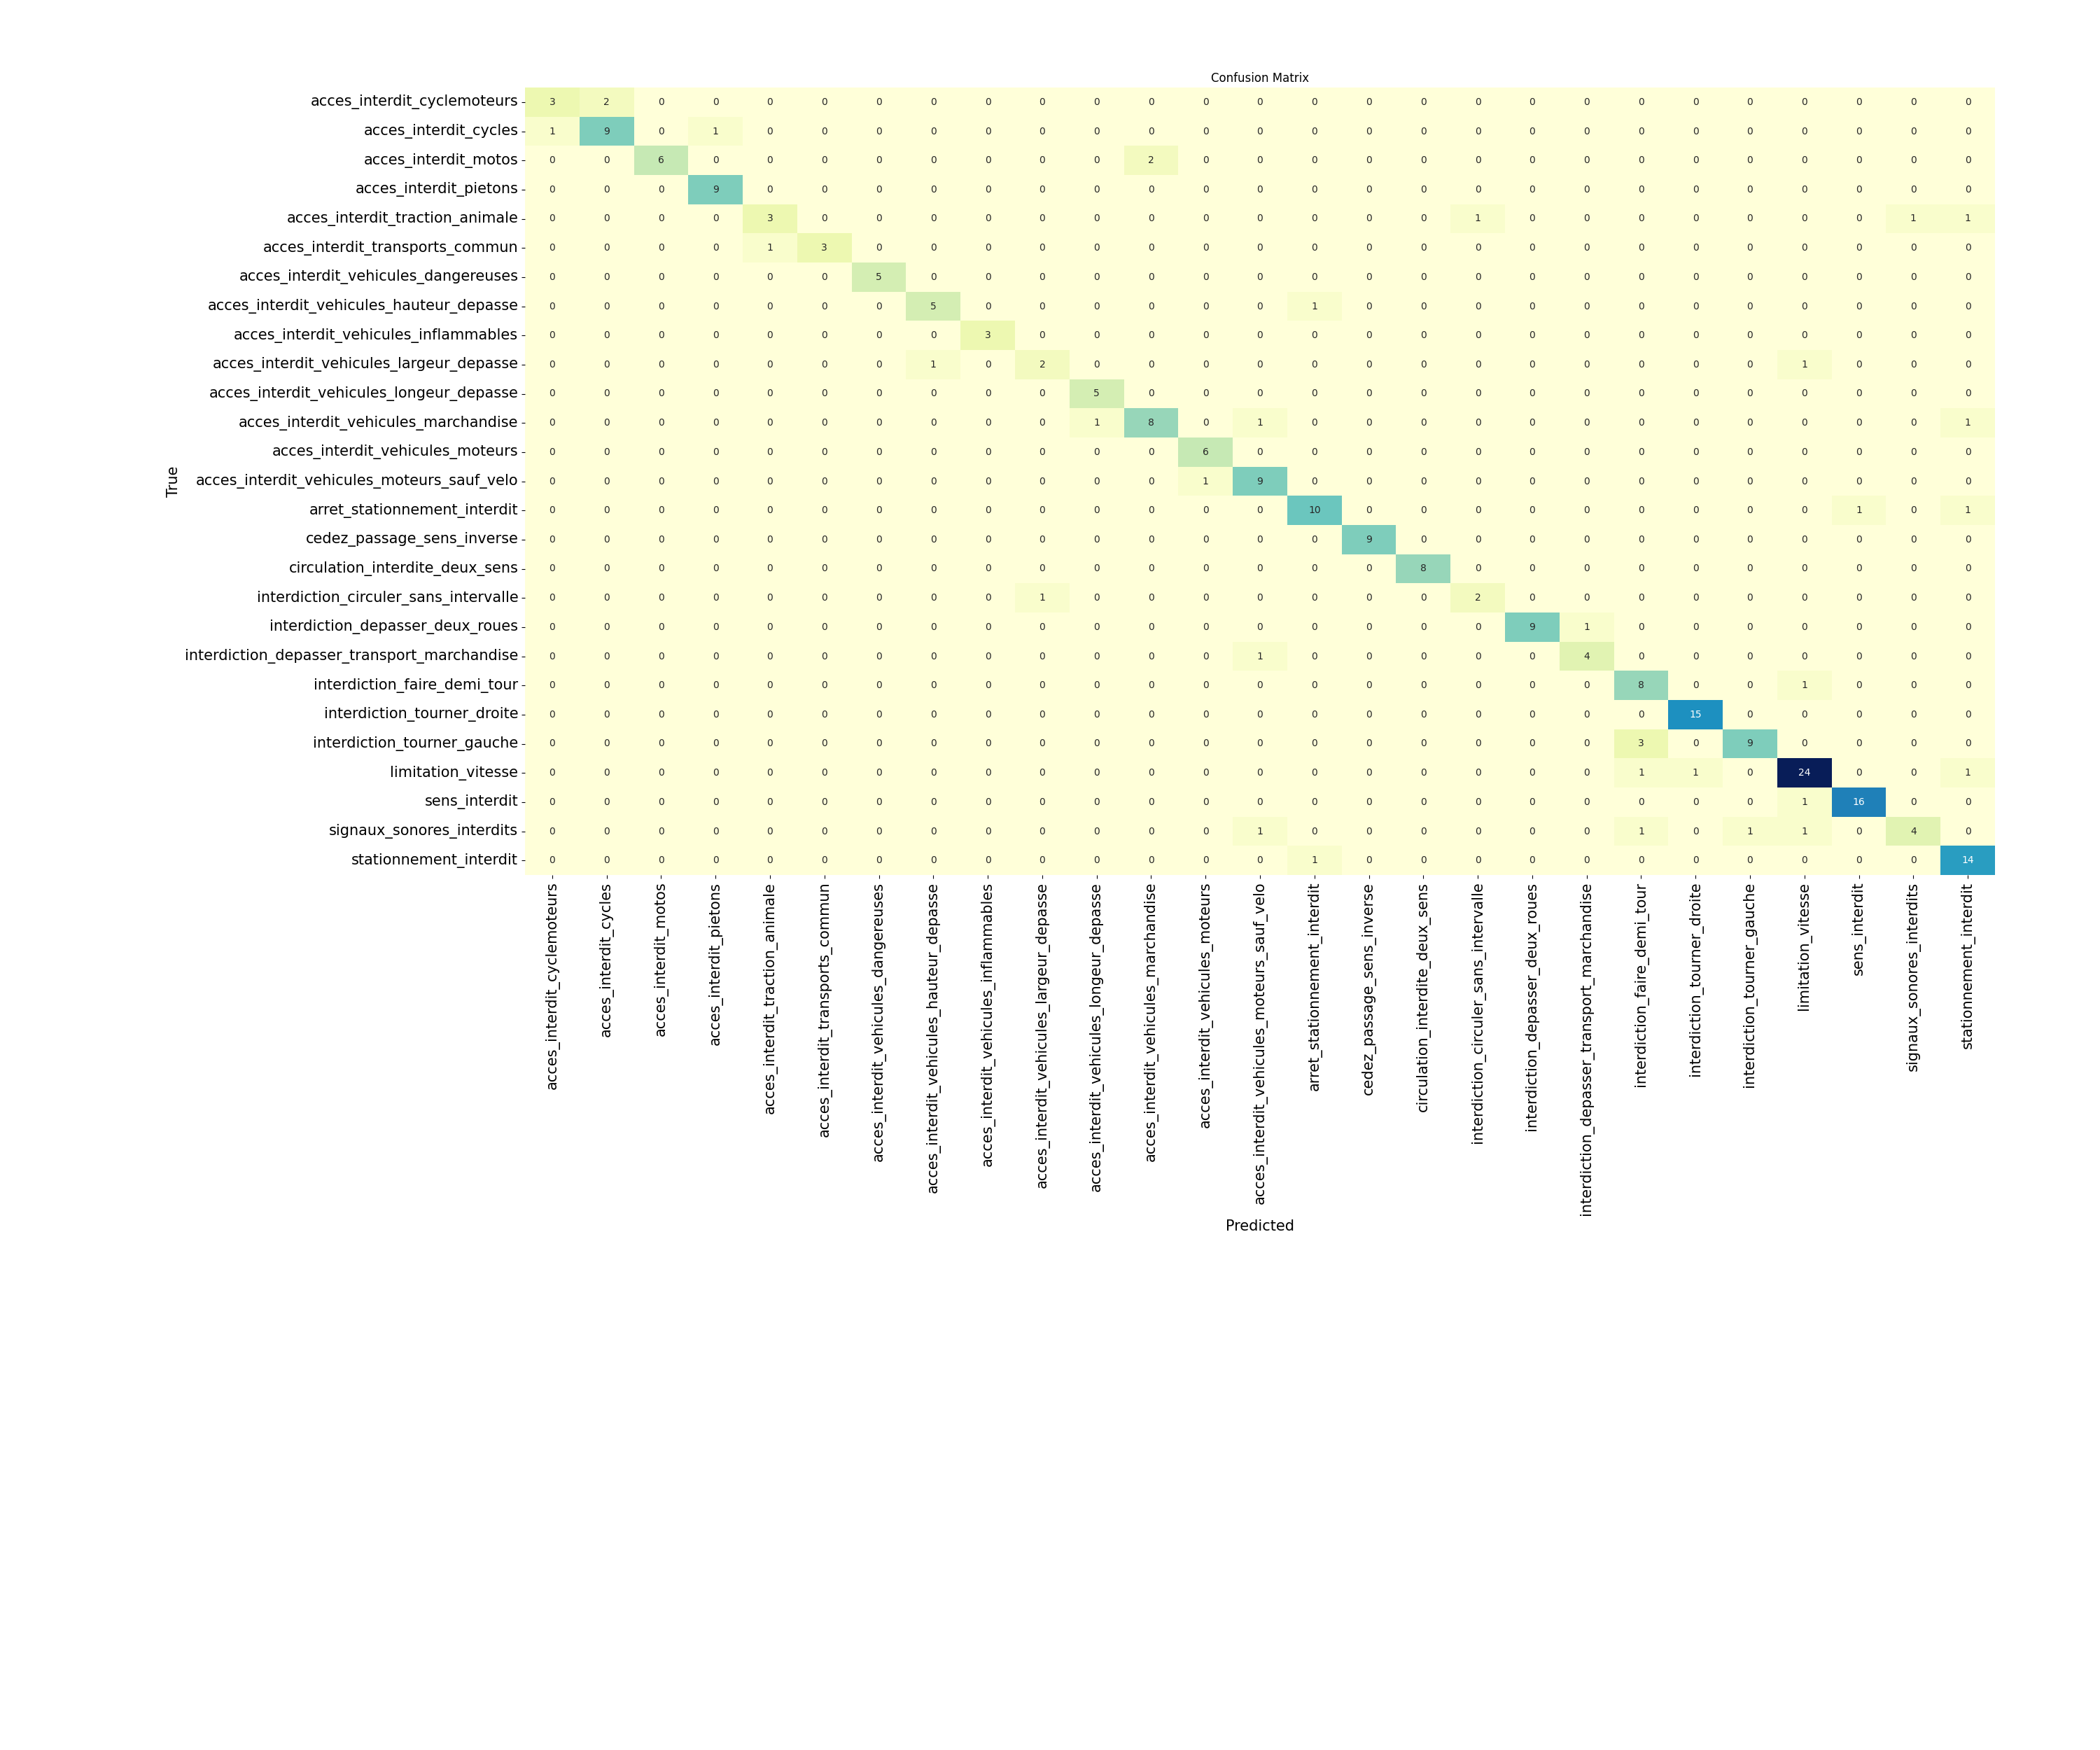 Confusion Matrix
acces_interdit_cyclemoteurs 3 2 0 0 0 0 0 0 0 0 0 0 0 0 0 0 0 0 0 0 0 0 0 0 0 0 0
acces_interdit_cycles 1 9 0 1 0 0 0 0 0 0 0 0 0 0 0 0 0 0 0 0 0 0 0 0 0 0 0
acces_interdit_motos 0 0 6 0 0 0 0 0 0 0 0 2 0 0 0 0 0 0 0 0 0 0 0 0 0 0 0
acces_interdit_pietons 0 0 0 9 0 0 0 0 0 0 0 0 0 0 0 0 0 0 0 0 0 0 0 0 0 0 0
acces_interdit_traction_animale 0 0 0 0 3 0 0 0 0 0 0 0 0 0 0 0 0 1 0 0 0 0 0 0 0 1 1
acces_interdit_transports_commun 0 0 0 0 1 3 0 0 0 0 0 0 0 0 0 0 0 0 0 0 0 0 0 0 0 0 0
acces_interdit_vehicules_dangereuses 0 0 0 0 0 0 5 0 0 0 0 0 0 0 0 0 0 0 0 0 0 0 0 0 0 0 0
acces_interdit_vehicules_hauteur_depasse 0 0 0 0 0 0 0 5 0 0 0 0 0 0 1 0 0 0 0 0 0 0 0 0 0 0 0
acces_interdit_vehicules_inflammables 0 0 0 0 0 0 0 0 3 0 0 0 0 0 0 0 0 0 0 0 0 0 0 0 0 0 0
acces_interdit_vehicules_largeur_depasse 0 0 0 0 0 0 0 1 0 2 0 0 0 0 0 0 0 0 0 0 0 0 0 1 0 0 0
acces_interdit_vehicules_longeur_depasse 0 0 0 0 0 0 0 0 0 0 5 0 0 0 0 0 0 0 0 0 0 0 0 0 0 0 0
acces_interdit_vehicules_marchandise 0 0 0 0 0 0 0 0 0 0 1 8 0 1 0 0 0 0 0 0 0 0 0 0 0 0 1
acces_interdit_vehicules_moteurs 0 0 0 0 0 0 0 0 0 0 0 0 6 0 0 0 0 0 0 0 0 0 0 0 0 0 0
acces_interdit_vehicules_moteurs_sauf_velo 0 0 0 0 0 0 0 0 0 0 0 0 1 9 0 0 0 0 0 0 0 0 0 0 0 0 0
arret_stationnement_interdit 0 0 0 0 0 0 0 0 0 0 0 0 0 0 10 0 0 0 0 0 0 0 0 0 1 0 1
cedez_passage_sens_inverse 0 0 0 0 0 0 0 0 0 0 0 0 0 0 0 9 0 0 0 0 0 0 0 0 0 0 0
circulation_interdite_deux_sens 0 0 0 0 0 0 0 0 0 0 0 0 0 0 0 0 8 0 0 0 0 0 0 0 0 0 0
interdiction_circuler_sans_intervalle 0 0 0 0 0 0 0 0 0 1 0 0 0 0 0 0 0 2 0 0 0 0 0 0 0 0 0
interdiction_depasser_deux_roues 0 0 0 0 0 0 0 0 0 0 0 0 0 0 0 0 0 0 9 1 0 0 0 0 0 0 0
interdiction_depasser_transport_marchandise 0 0 0 0 0 0 0 0 0 0 0 0 0 1 0 0 0 0 0 4 0 0 0 0 0 0 0
interdiction_faire_demi_tour 0 0 0 0 0 0 0 0 0 0 0 0 0 0 0 0 0 0 0 0 8 0 0 1 0 0 0
interdiction_tourner_droite 0 0 0 0 0 0 0 0 0 0 0 0 0 0 0 0 0 0 0 0 0 15 0 0 0 0 0
interdiction_tourner_gauche 0 0 0 0 0 0 0 0 0 0 0 0 0 0 0 0 0 0 0 0 3 0 9 0 0 0 0
limitation_vitesse 0 0 0 0 0 0 0 0 0 0 0 0 0 0 0 0 0 0 0 0 1 1 0 24 0 0 1
sens_interdit 0 0 0 0 0 0 0 0 0 0 0 0 0 0 0 0 0 0 0 0 0 0 0 1 16 0 0
signaux_sonores_interdits 0 0 0 0 0 0 0 0 0 0 0 0 0 1 0 0 0 0 0 0 1 0 1 1 0 4 0
stationnement_interdit 0 0 0 0 0 0 0 0 0 0 0 0 0 0 1 0 0 0 0 0 0 0 0 0 0 0 14
True
acces_interdit_cyclemoteurs
acces_interdit_cycles
acces_interdit_motos
acces_interdit_pietons
acces_interdit_traction_animale
acces_interdit_transports_commun
acces_interdit_vehicules_dangereuses
acces_interdit_vehicules_hauteur_depasse
acces_interdit_vehicules_inflammables
acces_interdit_vehicules_largeur_depasse
acces_interdit_vehicules_longeur_depasse
acces_interdit_vehicules_marchandise
acces_interdit_vehicules_moteurs
acces_interdit_vehicules_moteurs_sauf_velo
arret_stationnement_interdit
cedez_passage_sens_inverse
circulation_interdite_deux_sens
interdiction_circuler_sans_intervalle
interdiction_depasser_deux_roues
interdiction_depasser_transport_marchandise
interdiction_faire_demi_tour
interdiction_tourner_droite
interdiction_tourner_gauche
limitation_vitesse
sens_interdit
signaux_sonores_interdits
stationnement_interdit
Predicted